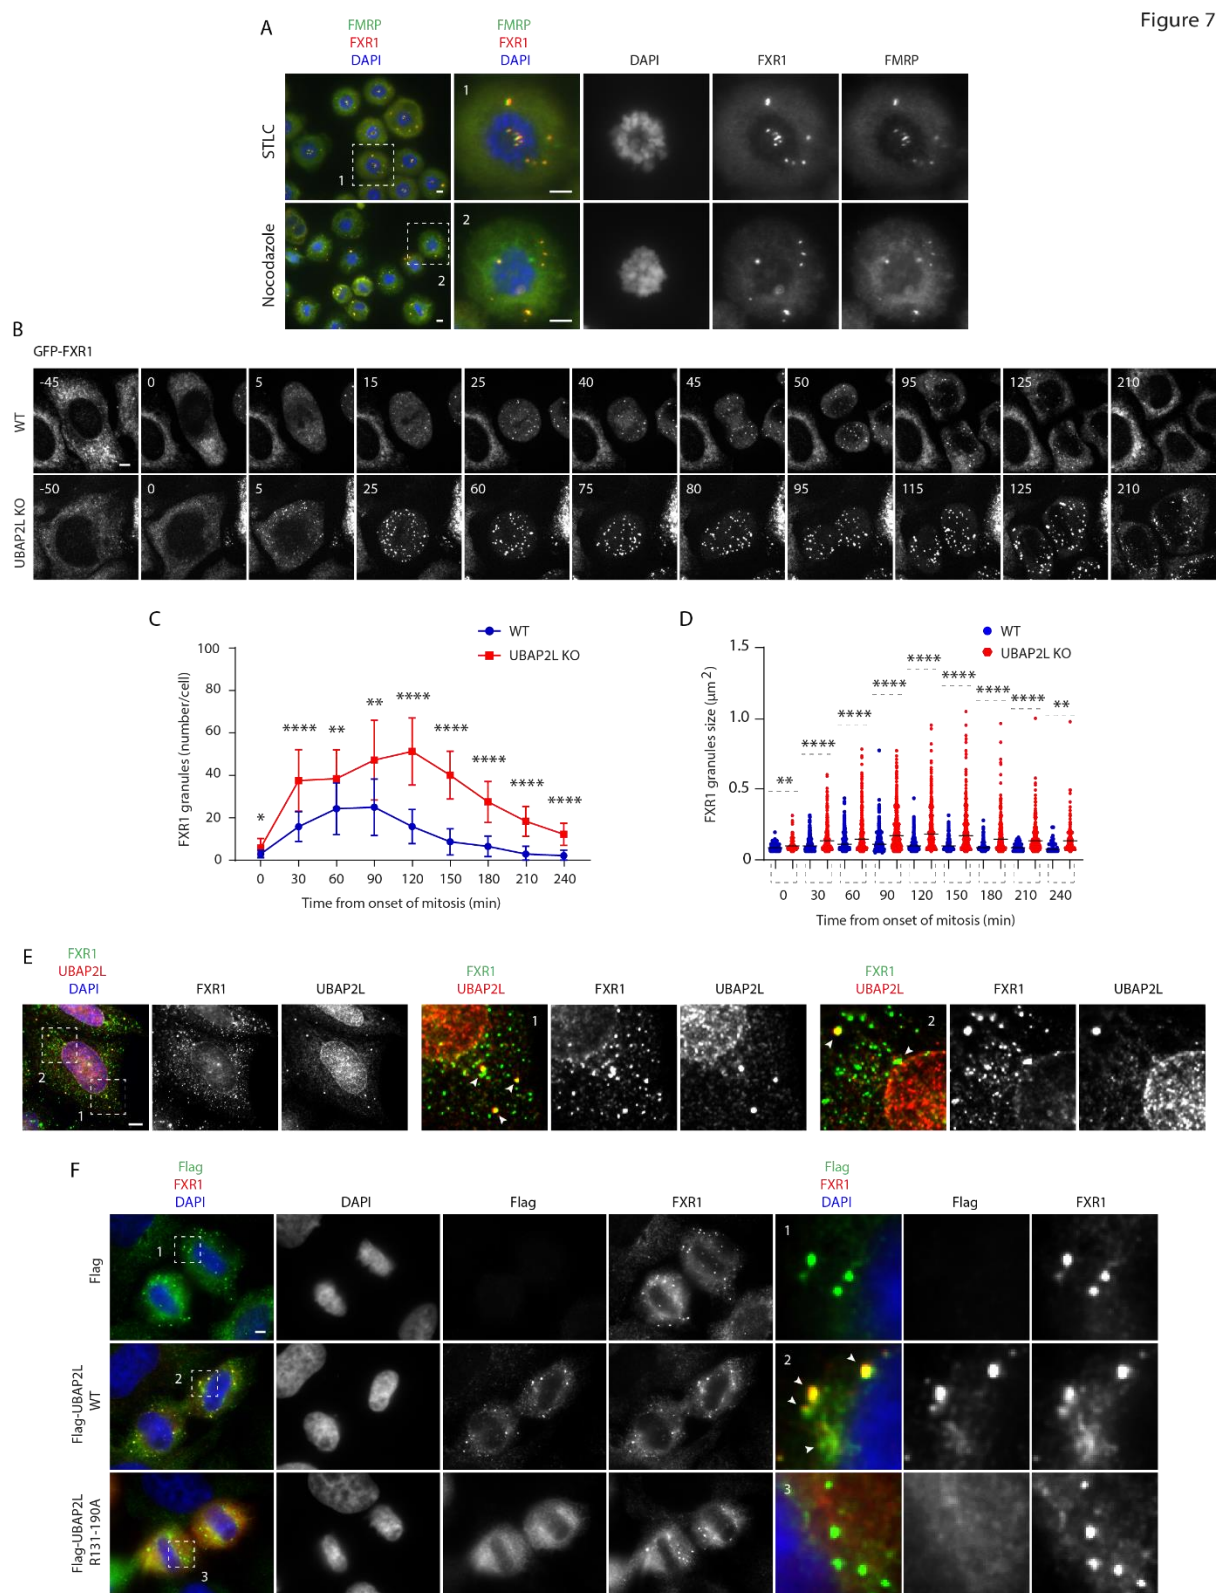 Figure 7
A
FMRP
FXR1
DAPI
FMRP
FXR1
DAPI
DAPI
FXR1
FMRP
STLC
1
1
Nocodazole
2
2
B
GFP-FXR1
WT
-45
0
5
15
25
40
45
50
95
125
210
UBAP2L KO
-50
0
5
25
60
75
80
95
115
125
210
C
WT
UBAP2L KO
FXR1 granules (number/cell)
100
80
60
40
20
0
*
****
**
**
****
****
****
****
****
0 30 60 90 120 150 180 210 240
Time from onset of mitosis (min)
D
WT
UBAP2L KO
FXR1 granules size (µm²)
1.5
1.0
0.5
0
**
****
****
****
****
****
****
****
**
0 30 60 90 120 150 180 210 240
Time from onset of mitosis (min)
E
FXR1
UBAP2L
DAPI
FXR1
UBAP2L
FXR1
UBAP2L
FXR1
UBAP2L
FXR1
UBAP2L
FXR1
UBAP2L
2
1
1
2
F
Flag
FXR1
DAPI
DAPI
Flag
FXR1
Flag
FXR1
DAPI
Flag
FXR1
Flag
1
1
Flag-UBAP2L
WT
2
2
Flag-UBAP2L
R131-190A
3
3